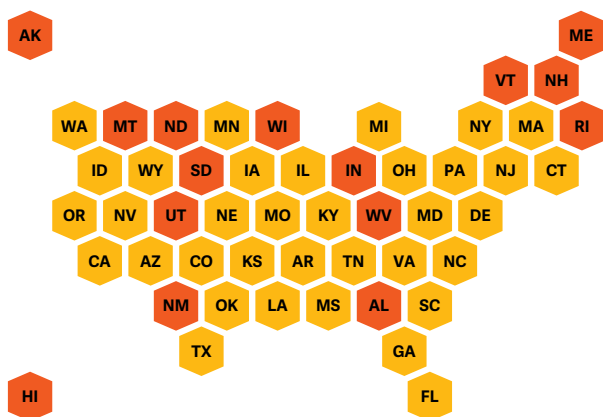 AK ME
VT NH
WA MT ND MN WI MI NY MA RI
ID WY SD IA IL IN OH PA NJ CT
OR NV UT NE MO KY WV MD DE
CA AZ CO KS AR TN VA NC
NM OK LA MS AL SC
TX GA
HI FL